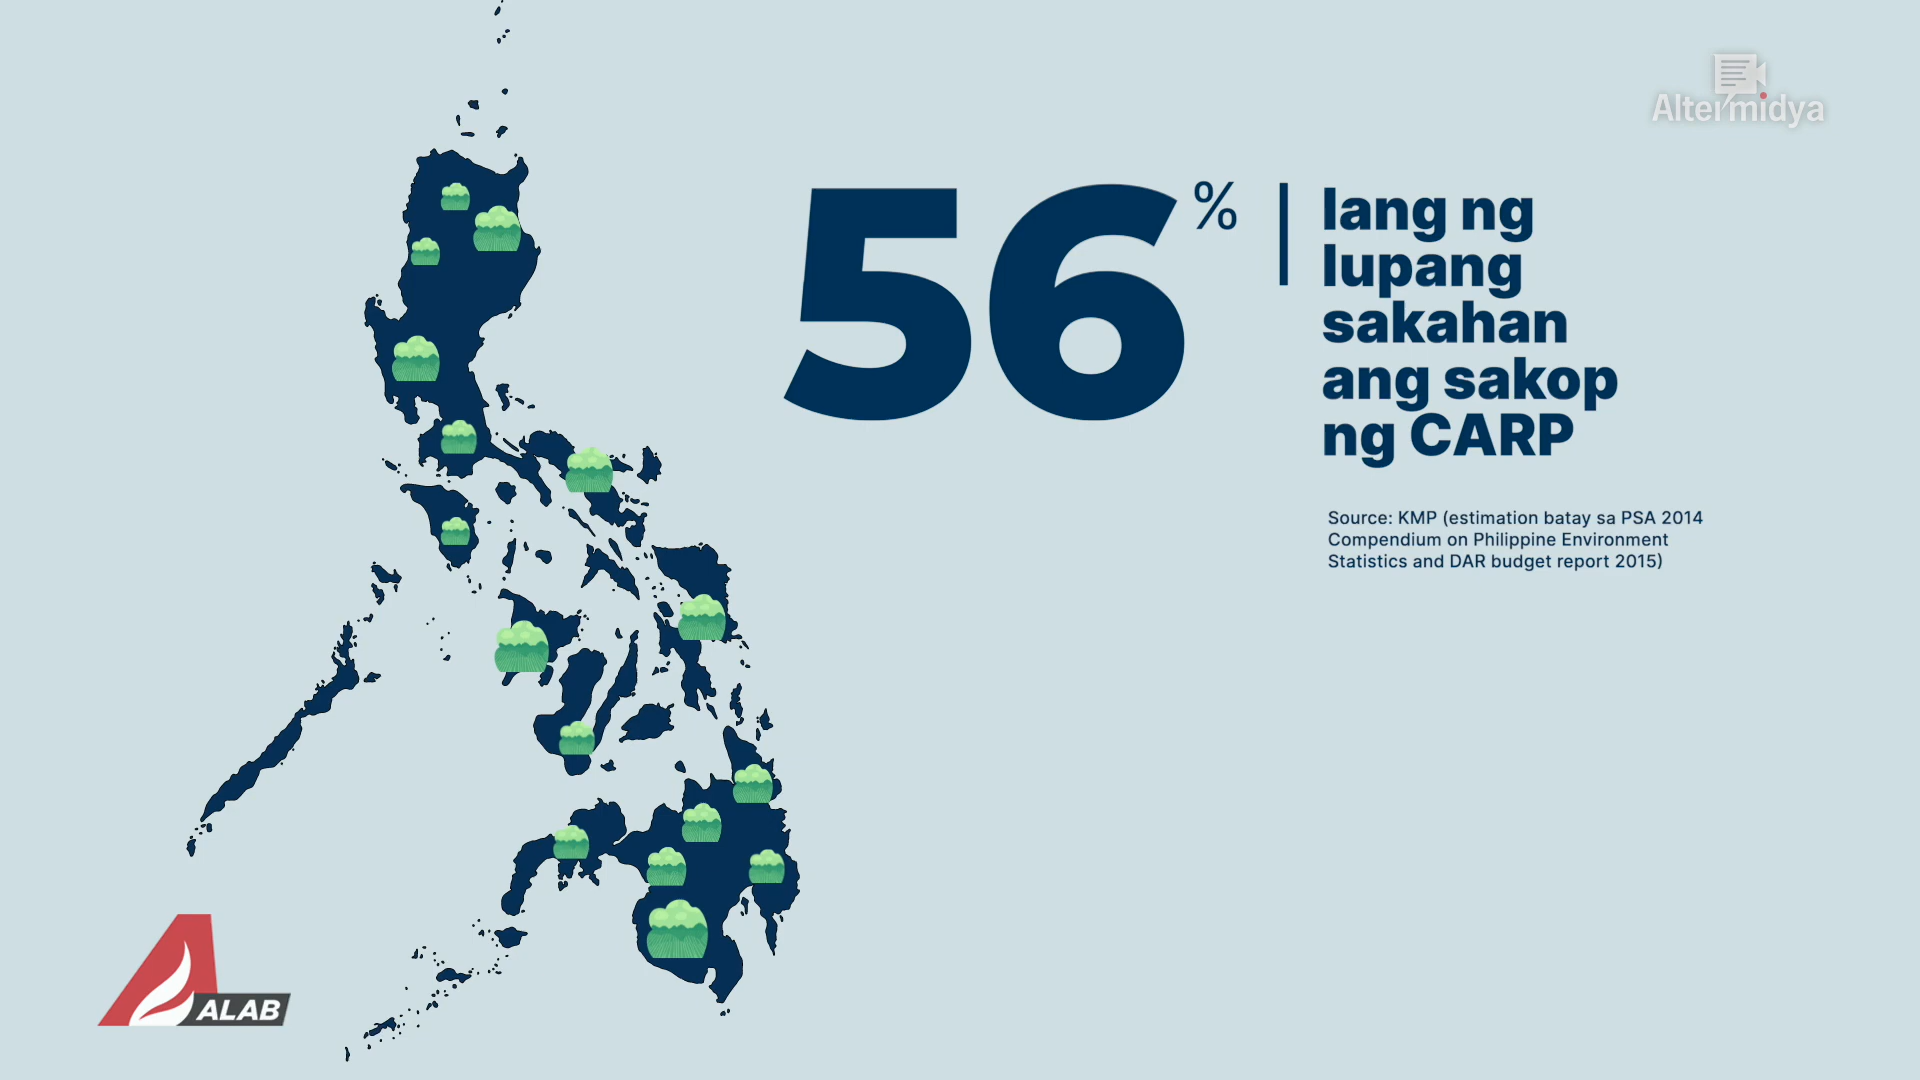 Altermidya
56%
lang ng
lupang
sakahan
ang sakop
ng CARP
Source: KMP (estimation batay sa PSA 2014
Compendium on Philippine Environment
Statistics and DAR budget report 2015)
ALAB